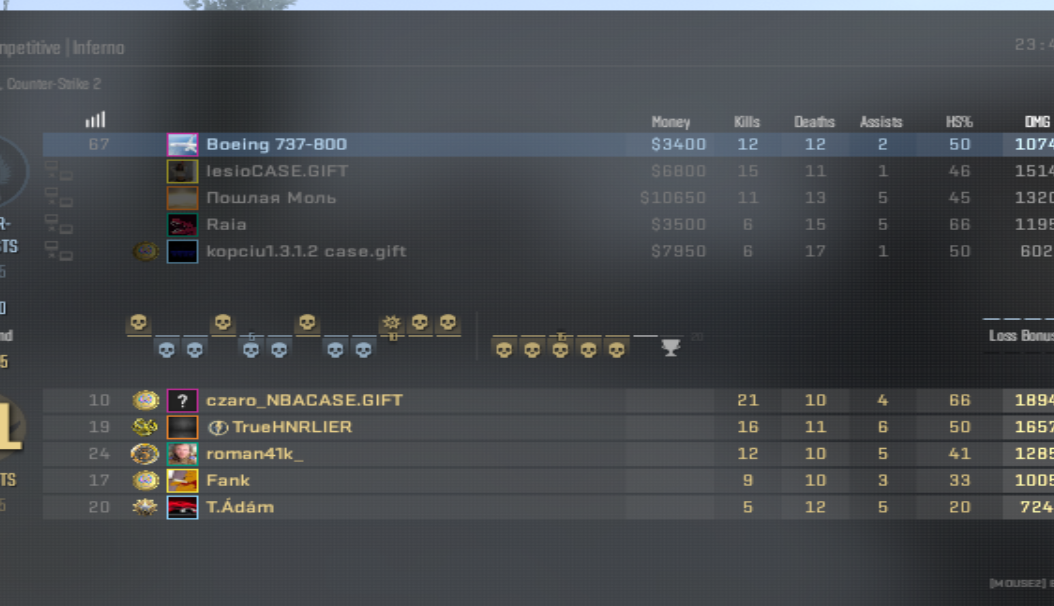 mpetitive | Inferno
23:4
, Counter-Strike 2
Money Kills Deaths Assists HS% DMG
67 Boeing 737-800 $3400 12 12 2 50 1074
lesioCASE.GIFT $6800 15 11 1 46 1514
Пошлая Моль $10650 11 13 5 45 1320
Raia $3500 6 15 5 66 1195
kopciu1.3.1.2 case.gift $7950 6 17 1 50 602
R-
TS
5
0
nd
5
5 10 15 20
Loss Bonus
10 czaro_NBACASE.GIFT 21 10 4 66 1894
? 
19 TrueHNRLIER 16 11 6 50 1657
24 roman41k_ 12 10 5 41 1285
17 Fank 9 10 3 33 1005
20 T.Ádám 5 12 5 20 724
1
TS
5
[MOUSE2]